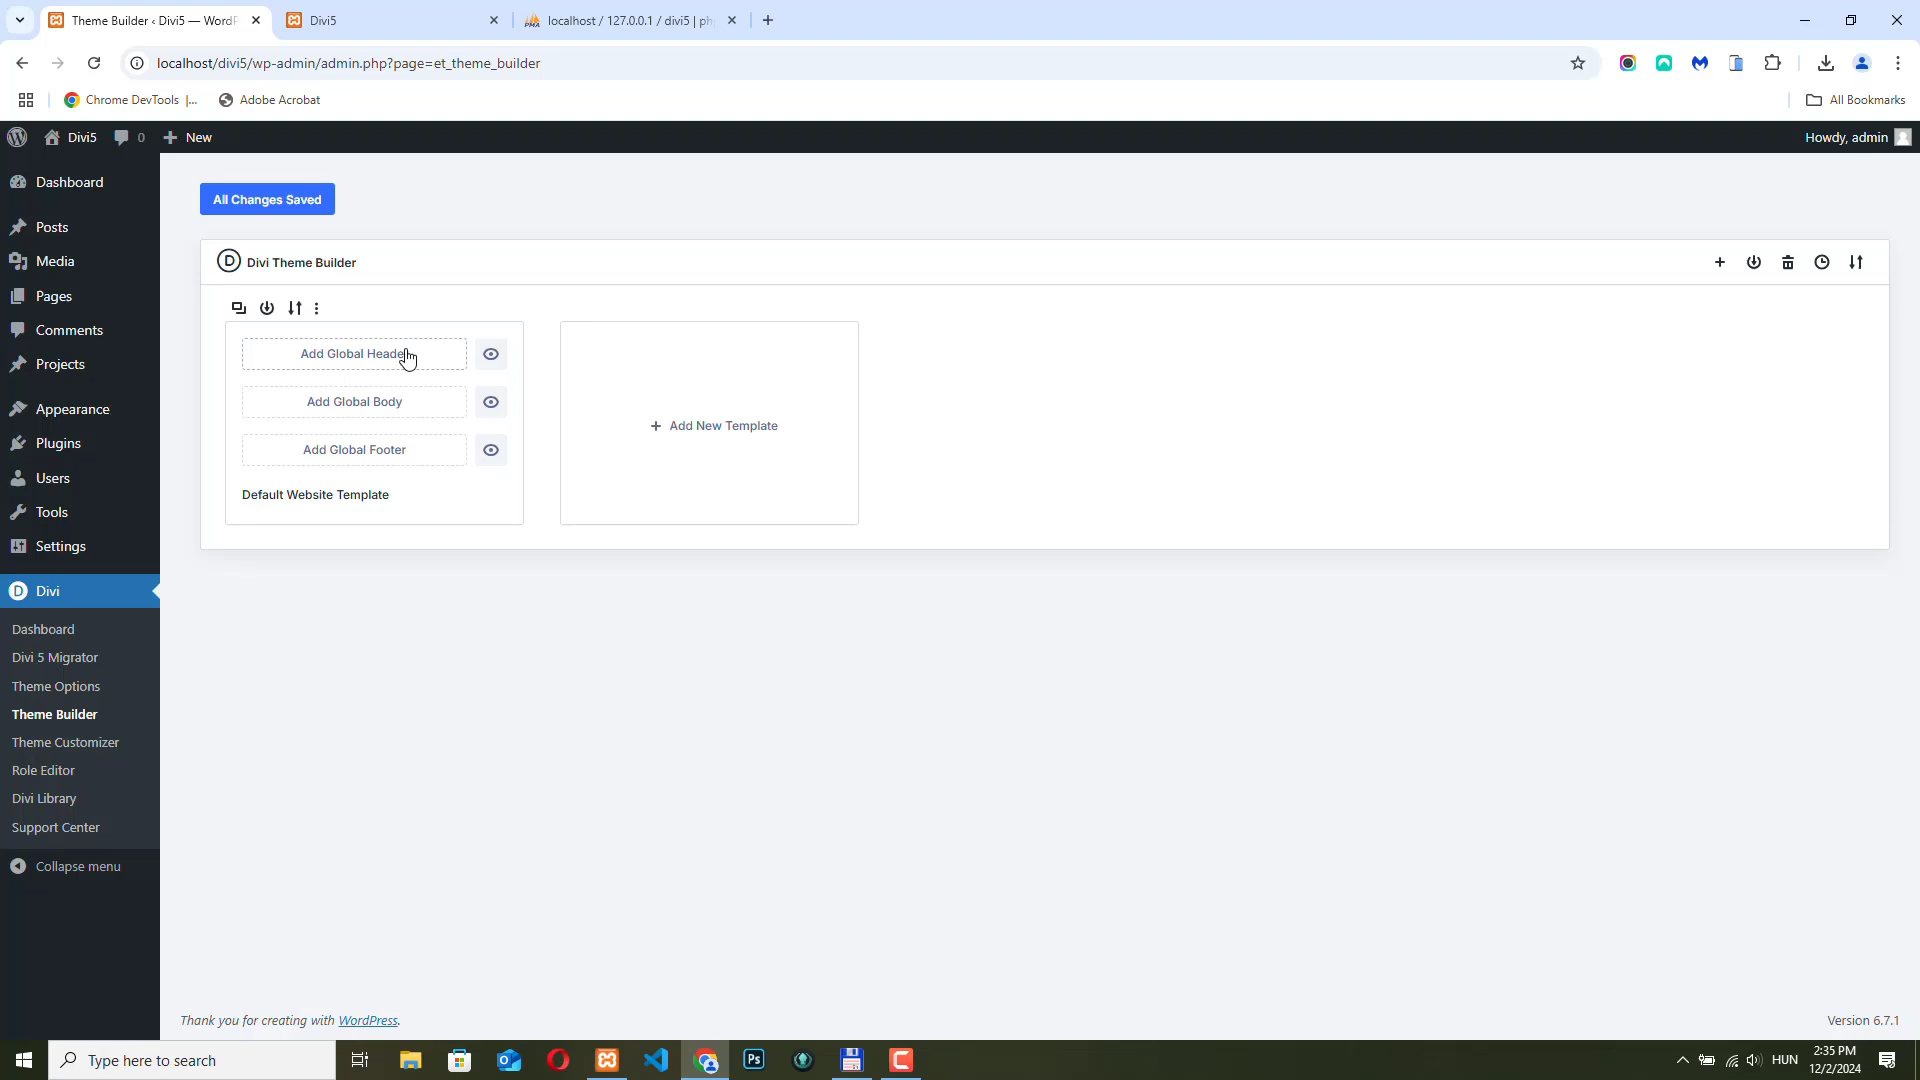 Theme Builder ‹ Divi5 — WordP
Divi5
localhost / 127.0.0.1 / divi5 | ph
localhost/divi5/wp-admin/admin.php?page=et_theme_builder
Chrome DevTools |...
Adobe Acrobat
All Bookmarks
Divi5
0
New
Howdy, admin
Dashboard
Posts
Media
Pages
Comments
Projects
Appearance
Plugins
Users
Tools
Settings
Divi
Dashboard
Divi 5 Migrator
Theme Options
Theme Builder
Theme Customizer
Role Editor
Divi Library
Support Center
Collapse menu
All Changes Saved
D
Divi Theme Builder
Add Global Heade
Add Global Body
Add Global Footer
Default Website Template
Add New Template
Thank you for creating with WordPress.
Version 6.7.1
Type here to search
Ps
HUN
2:35 PM
12/2/2024